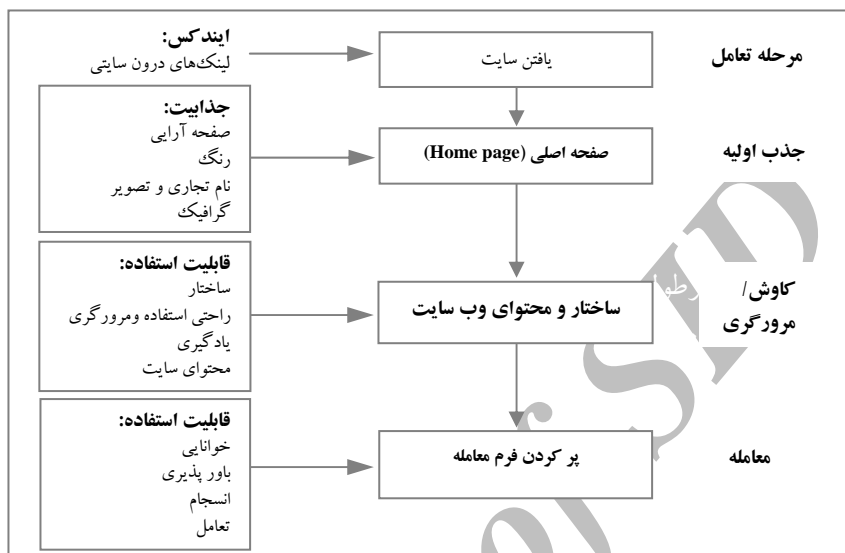 مرحله تعامل
یافتن سایت
ایندکس:
لینک‌های درون سایتی
جذب اولیه
صفحه اصلی (Home page)
جذابیت:
صفحه آرایی
رنگ
نام تجاری و تصویر
گرافیک
کاوش/
مرورگری
ساختار و محتوای وب سایت
قابلیت استفاده:
ساختار
راحتی استفاده ومرورگری
یادگیری
محتوای سایت
معامله
پر کردن فرم معامله
قابلیت استفاده:
خوانایی
باور پذیری
انسجام
تعامل
of SID